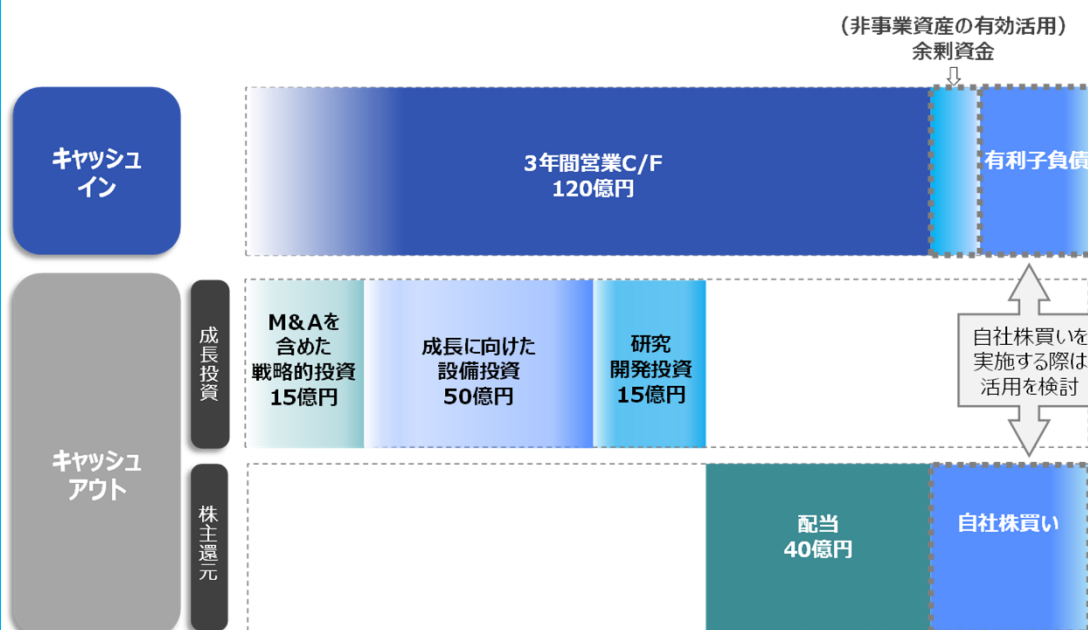 （非事業資産の有効活用）
余剰資金
キャッシュ
イン
3年間営業C/F
120億円
有利子負債
成長投資
M&Aを
含めた
戦略的投資
15億円
成長に向けた
設備投資
50億円
研究
開発投資
15億円
自社株買いを
実施する際は
活用を検討
キャッシュ
アウト
株主還元
配当
40億円
自社株買い